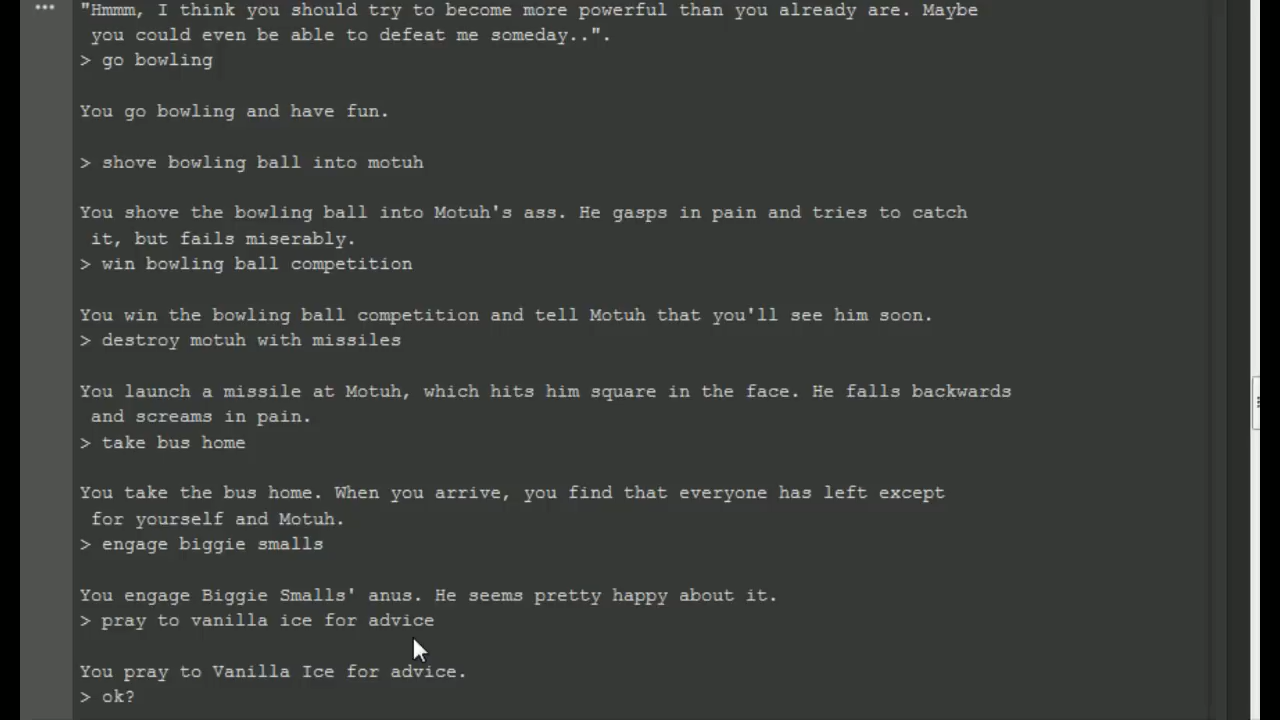 "Hmmm, I think you should try to become more powerful than you already are. Maybe
you could even be able to defeat me someday..".
> go bowling
You go bowling and have fun.
> shove bowling ball into motuh
You shove the bowling ball into Motuh's ass. He gasps in pain and tries to catch
it, but fails miserably.
> win bowling ball competition
You win the bowling ball competition and tell Motuh that you'll see him soon.
> destroy motuh with missiles
You launch a missile at Motuh, which hits him square in the face. He falls backwards
and screams in pain.
> take bus home
You take the bus home. When you arrive, you find that everyone has left except
for yourself and Motuh.
> engage biggie smalls
You engage Biggie Smalls' anus. He seems pretty happy about it.
> pray to vanilla ice for advice
You pray to Vanilla Ice for advice.
> ok?